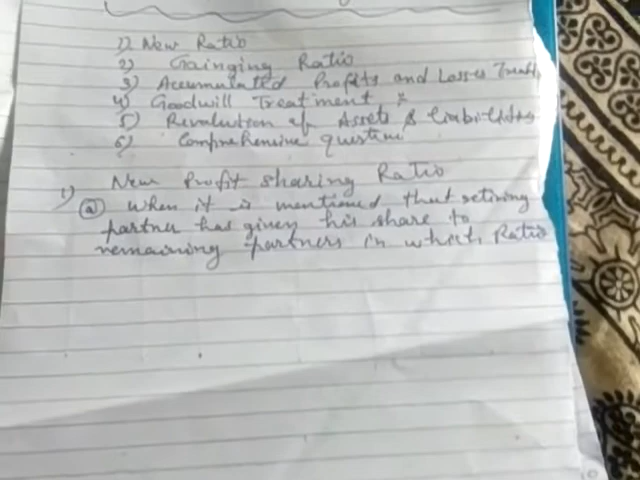 1) New Ratio
2) Gainging Ratio
3) Accumulated Profits and Losses
4) Goodwill Treatment *
5) Revaluation of Assets & Liabilities
6) Comprehensive question
1) New Profit sharing Ratio
(a) When it is mentioned that retiring
partner has given his share to
remaining partners in which Ratio